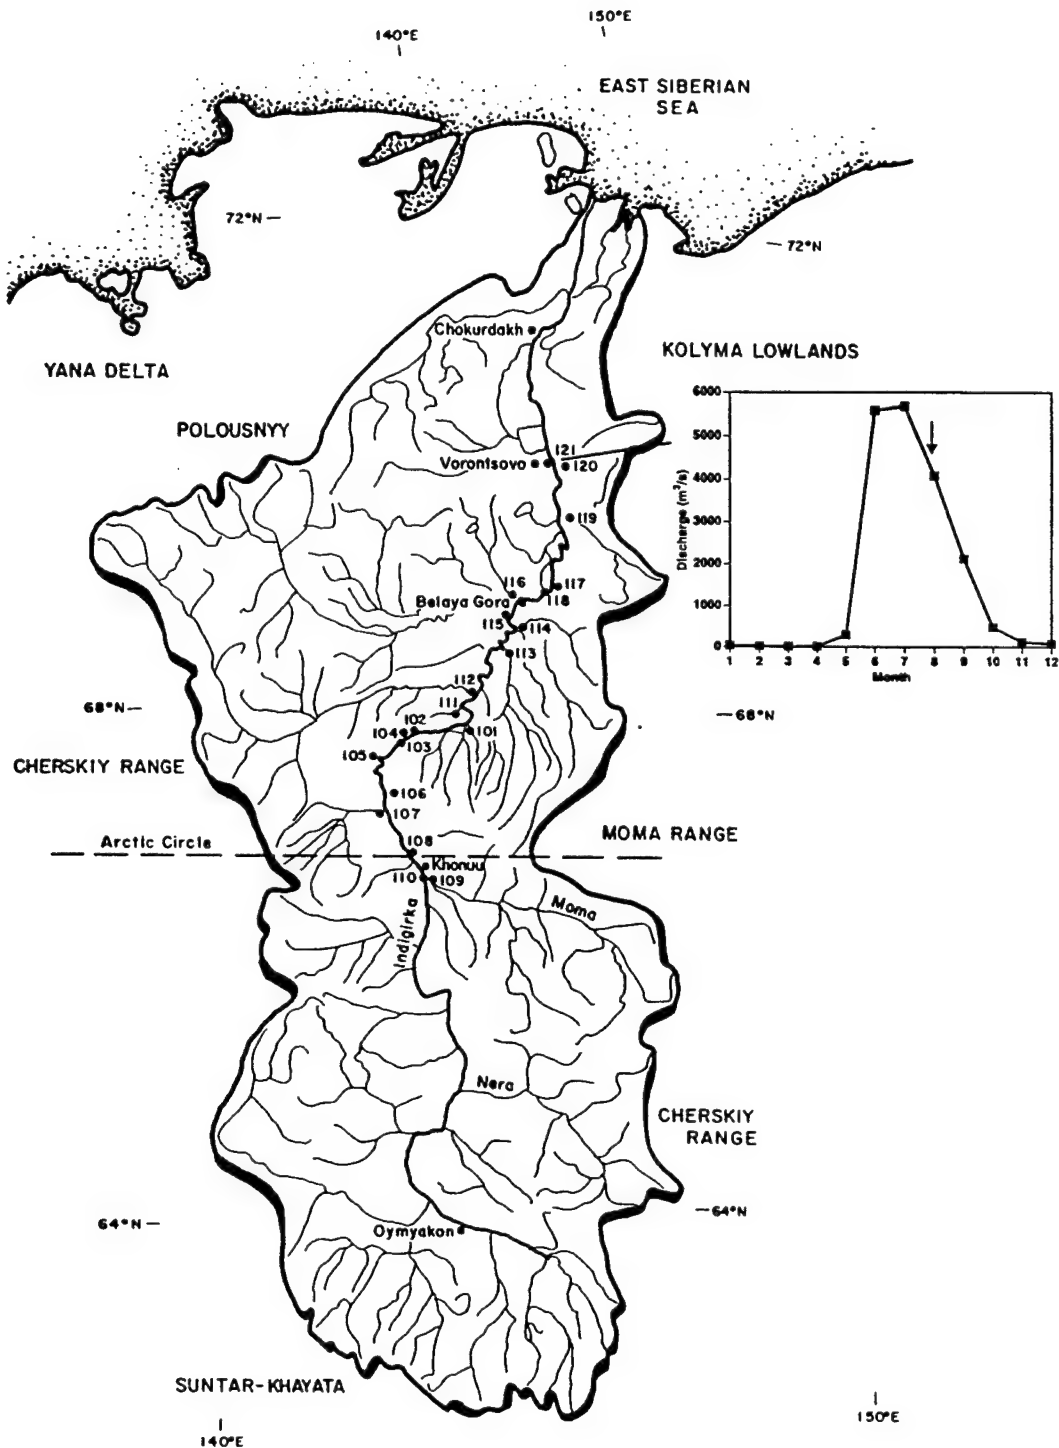 150°E
140°E
EAST SIBERIAN
SEA
72°N
72°N
Chokurdakh
KOLYMA LOWLANDS
YANA DELTA
POLOUSNYY
6000
5000
4000
3000
2000
1000
0
Discharge (m³/s)
1 2 3 4 5 6 7 8 9 10 11 12
Month
121
Vorontsovo
120
119
116
117
Belaya Gora
118
115
114
113
112
68°N
111
68°N
102
104
101
103
105
CHERSKIY RANGE
106
107
MOMA RANGE
Arctic Circle
108
Khonuu
110
109
Moma
Indigirka
Nera
CHERSKIY
RANGE
64°N
64°N
Oymyakon
SUNTAR-KHAYATA
150°E
140°E